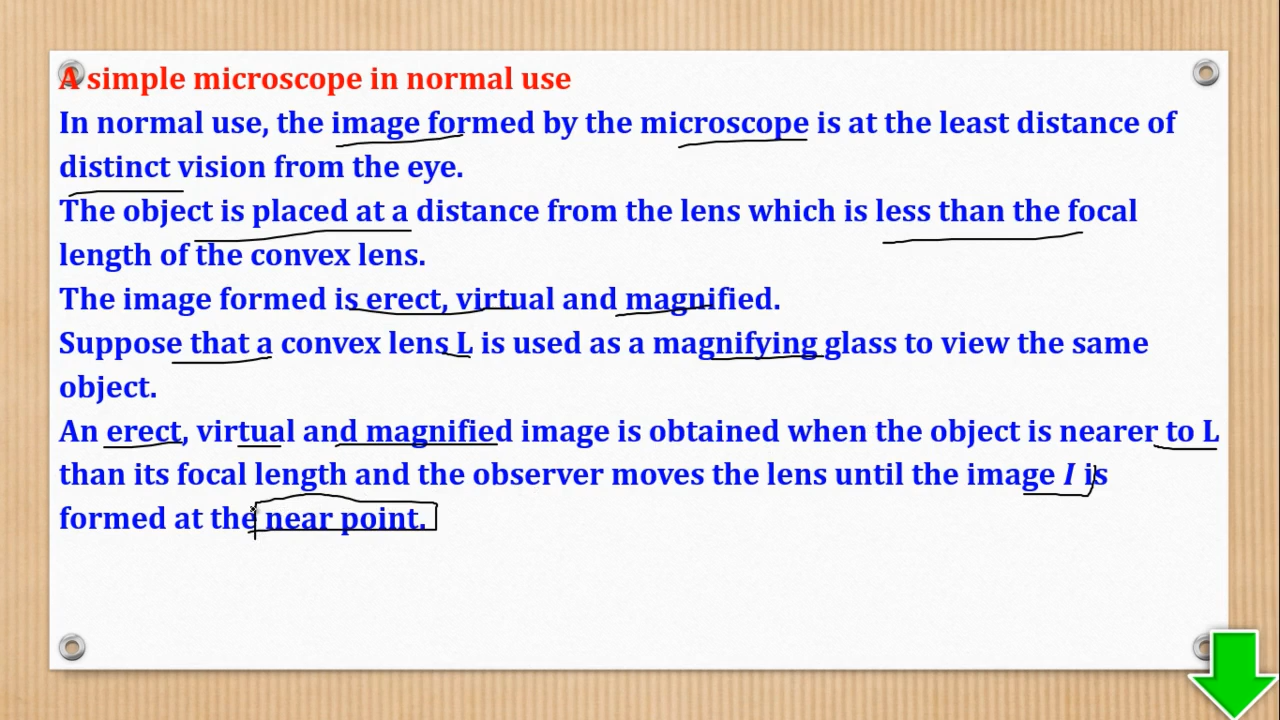 A simple microscope in normal use
In normal use, the image formed by the microscope is at the least distance of
distinct vision from the eye.
The object is placed at a distance from the lens which is less than the focal
length of the convex lens.
The image formed is erect, virtual and magnified.
Suppose that a convex lens L is used as a magnifying glass to view the same
object.
An erect, virtual and magnified image is obtained when the object is nearer to L
than its focal length and the observer moves the lens until the image I is
formed at the near point.